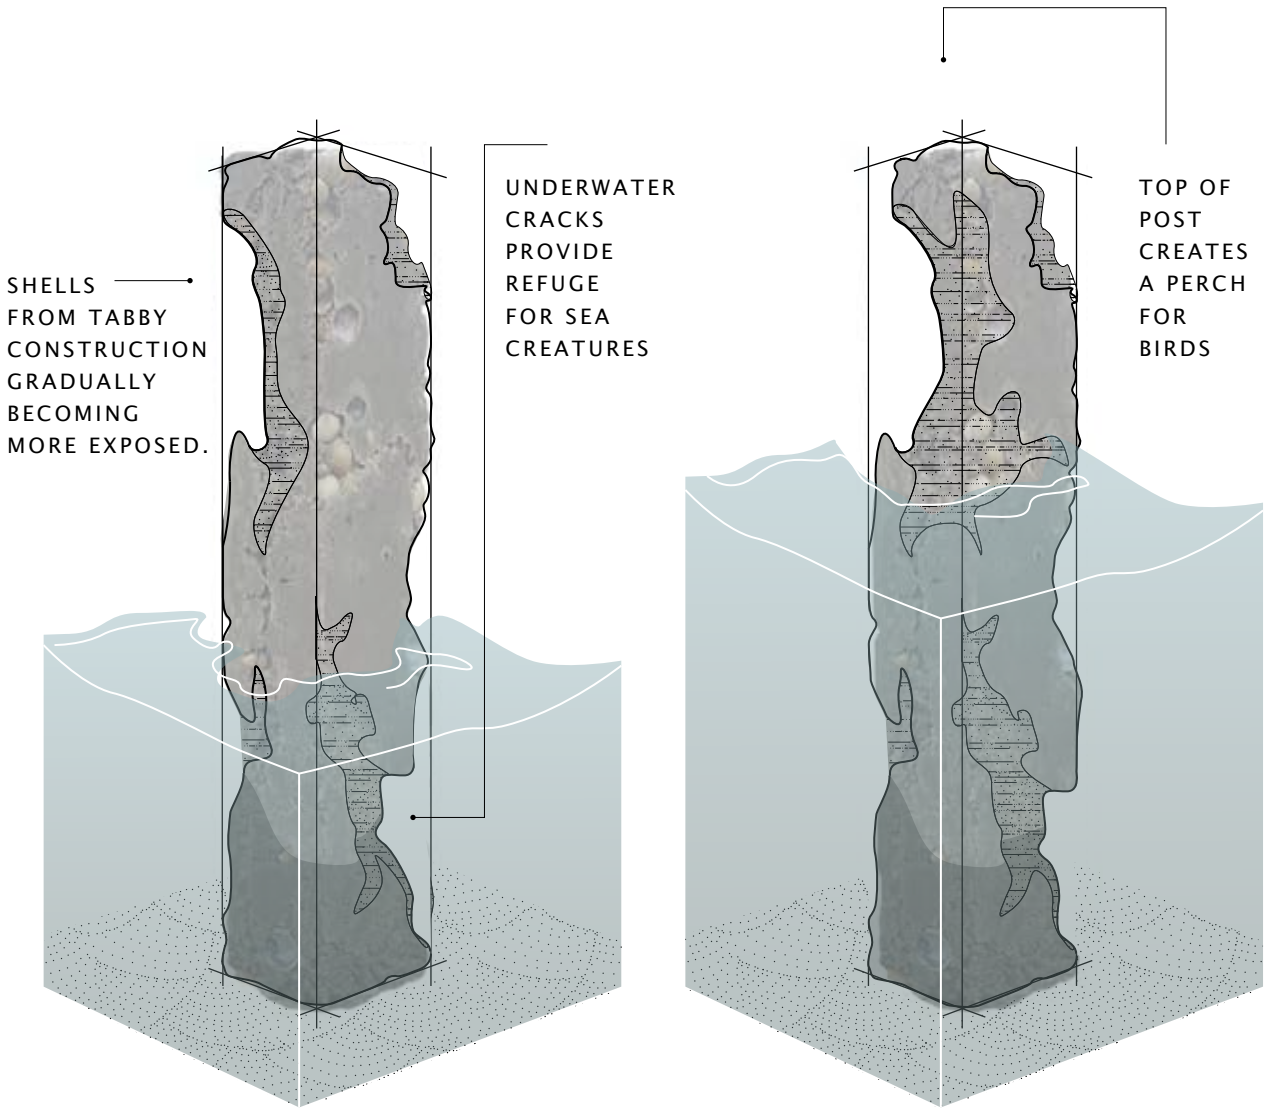 SHELLS
FROM TABBY
CONSTRUCTION
GRADUALLY
BECOMING
MORE EXPOSED.
UNDERWATER
CRACKS
PROVIDE
REFUGE
FOR SEA
CREATURES
TOP OF
POST
CREATES
A PERCH
FOR
BIRDS